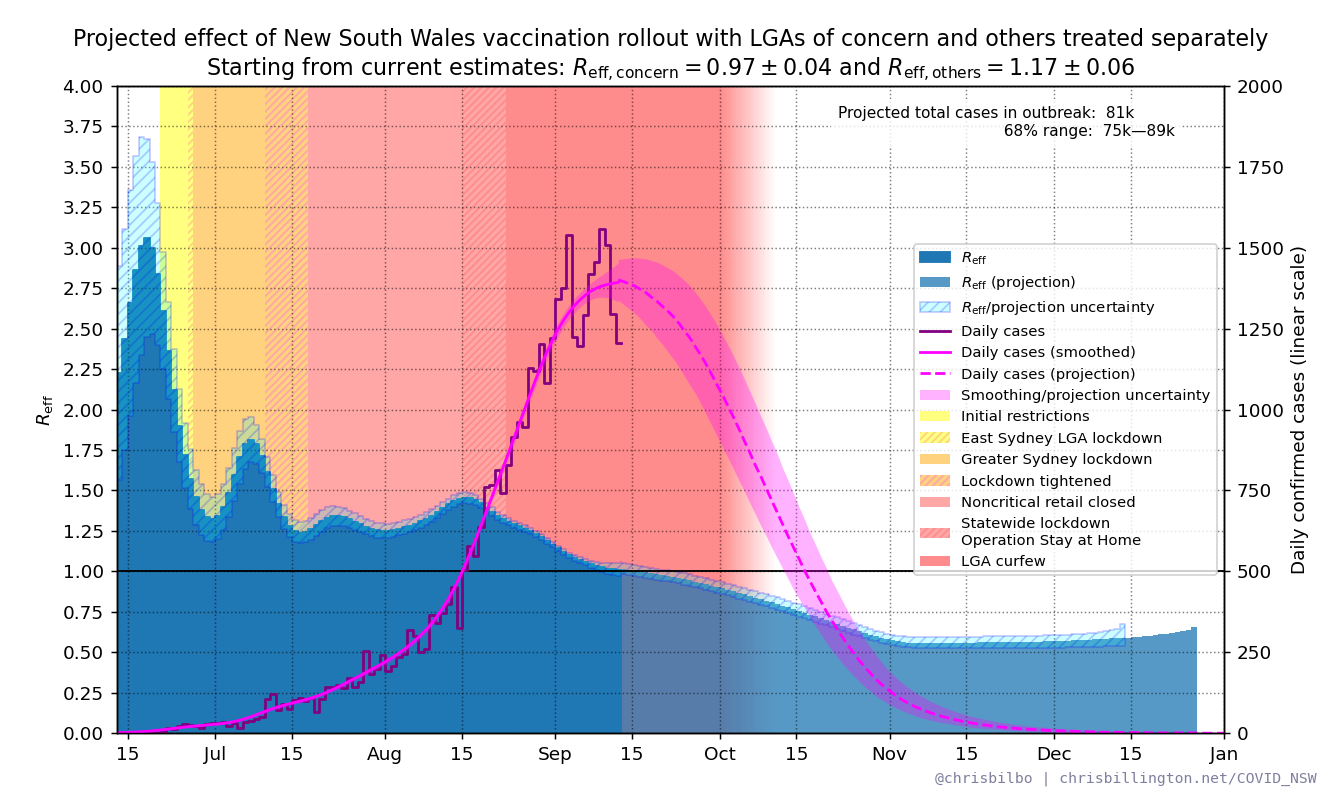 Projected effect of New South Wales vaccination rollout with LGAs of concern and others treated separately
Starting from current estimates: R_eff, concern = 0.97 ± 0.04 and R_eff, others = 1.17 ± 0.06
Projected total cases in outbreak: 81k
68% range: 75k—89k
4.00
3.75
3.50
3.25
3.00
2.75
2.50
2.25
2.00
1.75
1.50
1.25
1.00
0.75
0.50
0.25
0.00
R_eff
2000
1750
1500
1250
1000
750
500
250
0
Daily confirmed cases (linear scale)
R_eff
R_eff (projection)
R_eff/projection uncertainty
Daily cases
Daily cases (smoothed)
Daily cases (projection)
Smoothing/projection uncertainty
Initial restrictions
East Sydney LGA lockdown
Greater Sydney lockdown
Lockdown tightened
Noncritical retail closed
Statewide lockdown
Operation Stay at Home
LGA curfew
15 Jul 15 Aug 15 Sep 15 Oct 15 Nov 15 Dec 15 Jan
@chrisbilbo | chrisbillington.net/COVID_NSW